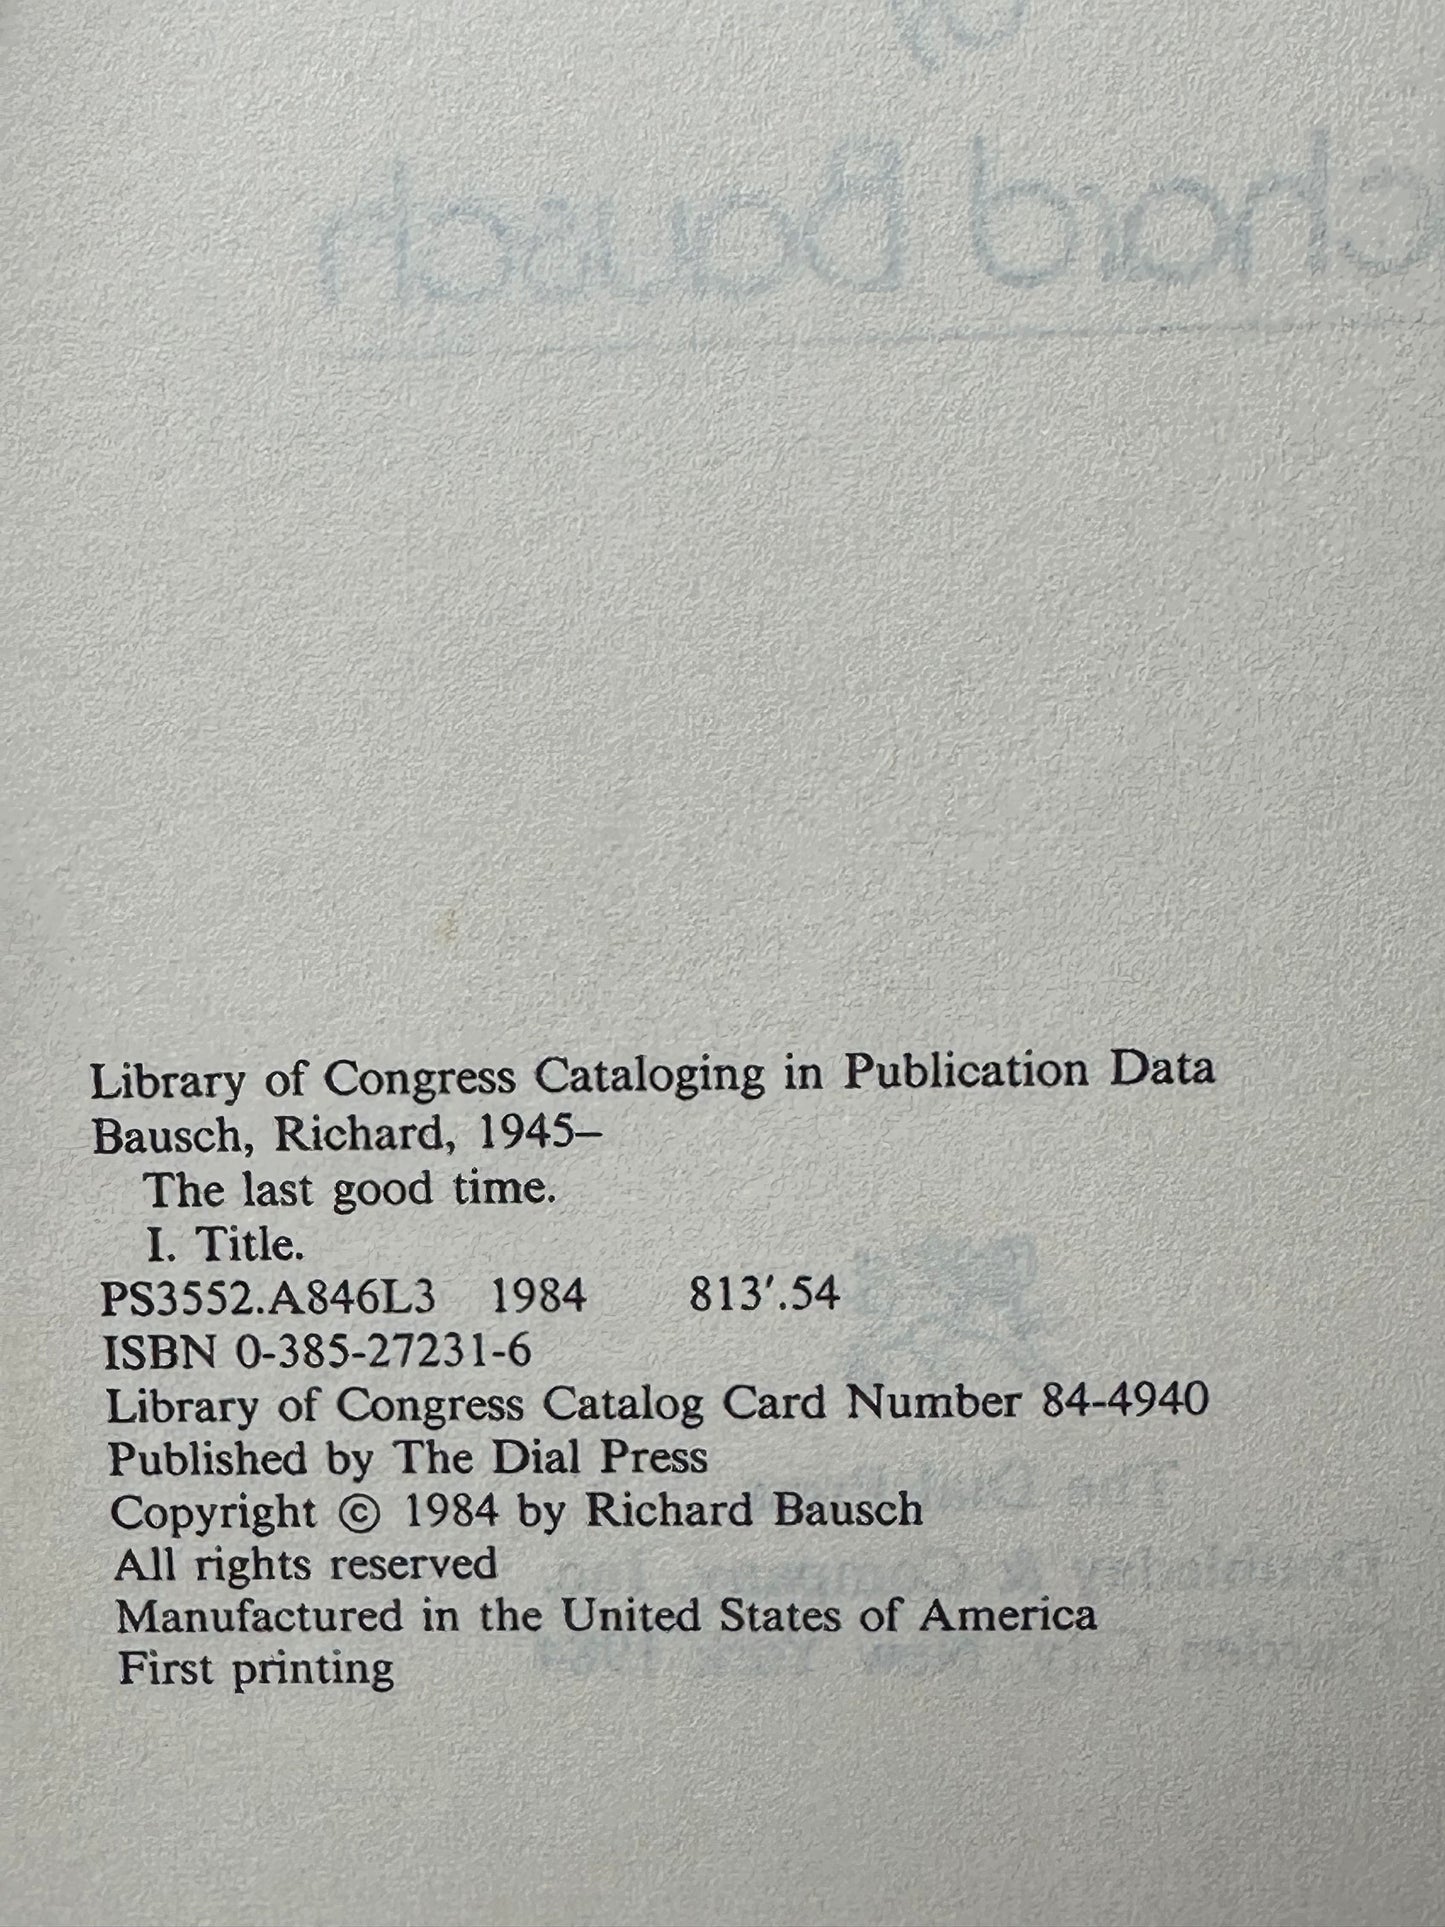 Library of Congress Cataloging in Publication Data
Bausch, Richard, 1945–
The last good time.
I. Title.
PS3552.A846L3 1984 813′.54
ISBN 0-385-27231-6
Library of Congress Catalog Card Number 84-4940
Published by The Dial Press
Copyright © 1984 by Richard Bausch
All rights reserved
Manufactured in the United States of America
First printing